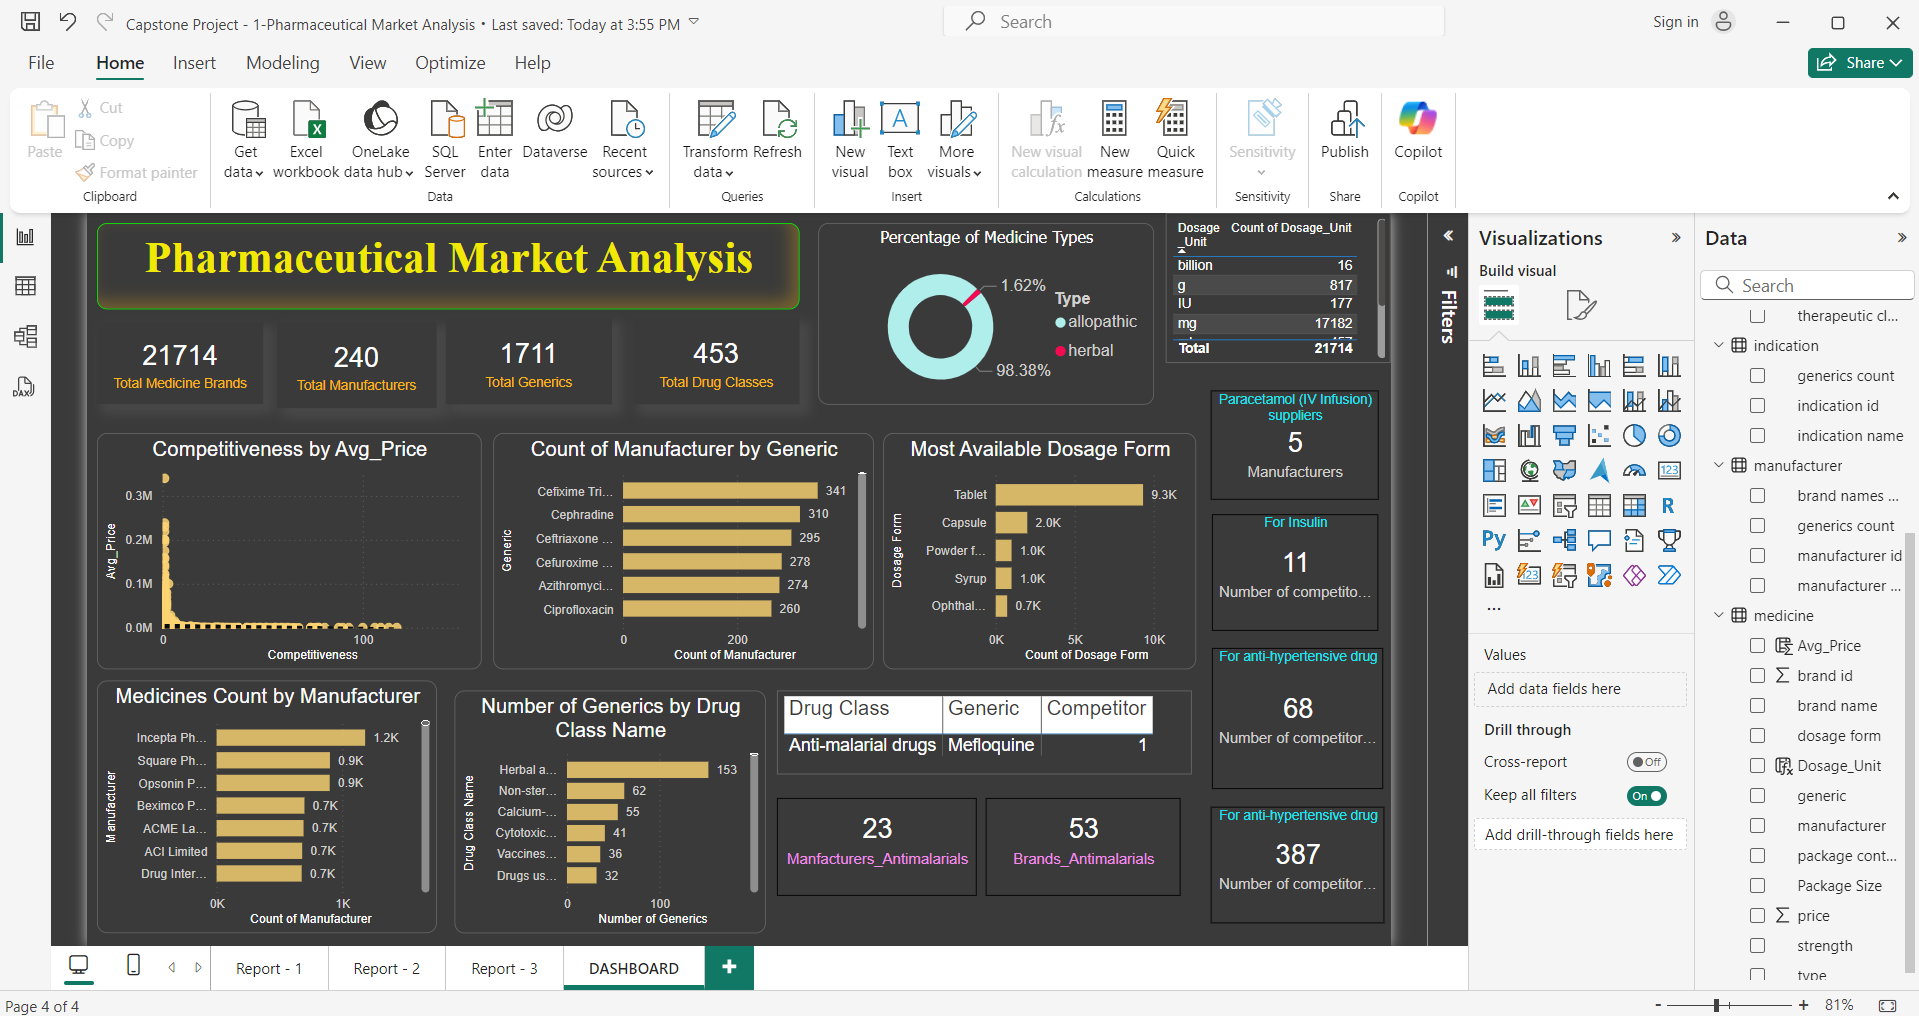 Capstone Project - 1-Pharmaceutical Market Analysis • Last saved: Today at 3:55 PM
Search
Sign in
File
Home
Insert
Modeling
View
Optimize
Help
Share
Paste
Cut
Copy
Format painter
Clipboard
Get data
Excel workbook
OneLake data hub
SQL Server
Enter data
Dataverse
Recent sources
Data
Transform data
Refresh
Queries
New visual
Text box
More visuals
Insert
New visual calculation
New measure
Quick measure
Calculations
Sensitivity
Sensitivity
Publish
Share
Copilot
Copilot
Pharmaceutical Market Analysis
21714
Total Medicine Brands
240
Total Manufacturers
1711
Total Generics
453
Total Drug Classes
Percentage of Medicine Types
1.62%
98.38%
Type
allopathic
herbal
Dosage _Unit Count of Dosage_Unit
billion 16
g 817
IU 177
mg 17182
Total 21714
Competitiveness by Avg_Price
Avg_Price
0.3M
0.2M
0.1M
0.0M
0 100
Competitiveness
Count of Manufacturer by Generic
Generic
Cefixime Tri... 341
Cephradine 310
Ceftriaxone ... 295
Cefuroxime ... 278
Azithromyci... 274
Ciprofloxacin 260
0 200
Count of Manufacturer
Most Available Dosage Form
Dosage Form
Tablet 9.3K
Capsule 2.0K
Powder f... 1.0K
Syrup 1.0K
Ophthal... 0.7K
0K 5K 10K
Count of Dosage Form
Paracetamol (IV Infusion)
suppliers
5
Manufacturers
For Insulin
11
Number of competito...
For anti-hypertensive drug
68
Number of competitor...
For anti-hypertensive drug
387
Number of competitor...
Medicines Count by Manufacturer
Manufacturer
Incepta Ph... 1.2K
Square Ph... 0.9K
Opsonin P... 0.9K
Beximco P... 0.7K
ACME La... 0.7K
ACI Limited 0.7K
Drug Inter... 0.7K
0K 1K
Count of Manufacturer
Number of Generics by Drug
Class Name
Drug Class Name
Herbal a... 153
Non-ster... 62
Calcium-... 55
Cytotoxic... 41
Vaccines... 36
Drugs us... 32
0 100
Number of Generics
Drug Class Generic Competitor
Anti-malarial drugs Mefloquine 1
23
Manfacturers_Antimalarials
53
Brands_Antimalarials
Filters
Visualizations
Build visual
123
R
Py
123
...
Values
Add data fields here
Drill through
Cross-report
Off
Keep all filters
On
Add drill-through fields here
Data
Search
therapeutic cl...
indication
generics count
indication id
indication name
manufacturer
brand names ...
generics count
manufacturer id
manufacturer ...
medicine
Avg_Price
brand id
brand name
dosage form
Dosage_Unit
generic
manufacturer
package cont...
Package Size
price
strength
type
DAX
Report - 1
Report - 2
Report - 3
DASHBOARD
+
Page 4 of 4
- + 81%